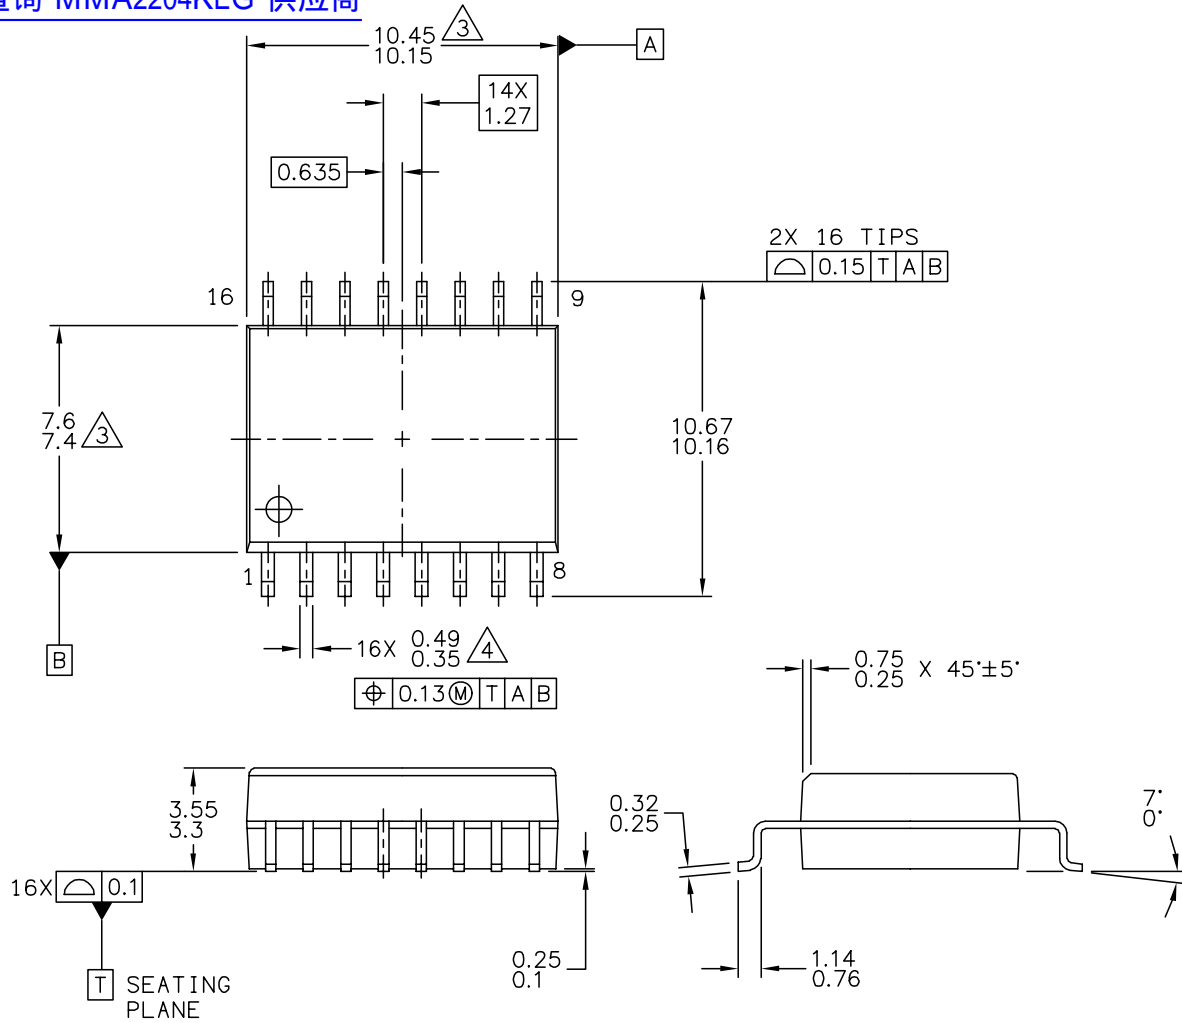 查询"MMA2204KEG"供应商
10.45 3
10.15
A
14X
1.27
0.635
2X 16 TIPS
0.15 T A B
16
9
7.6
7.4 3
10.67
10.16
1
8
B
16X 0.49
0.35 4
0.13 M T A B
0.75
0.25 X 45°±5°
3.55
3.3
0.32
0.25
7°
0°
16X 0.1
0.25
0.1
1.14
0.76
T SEATING
PLANE